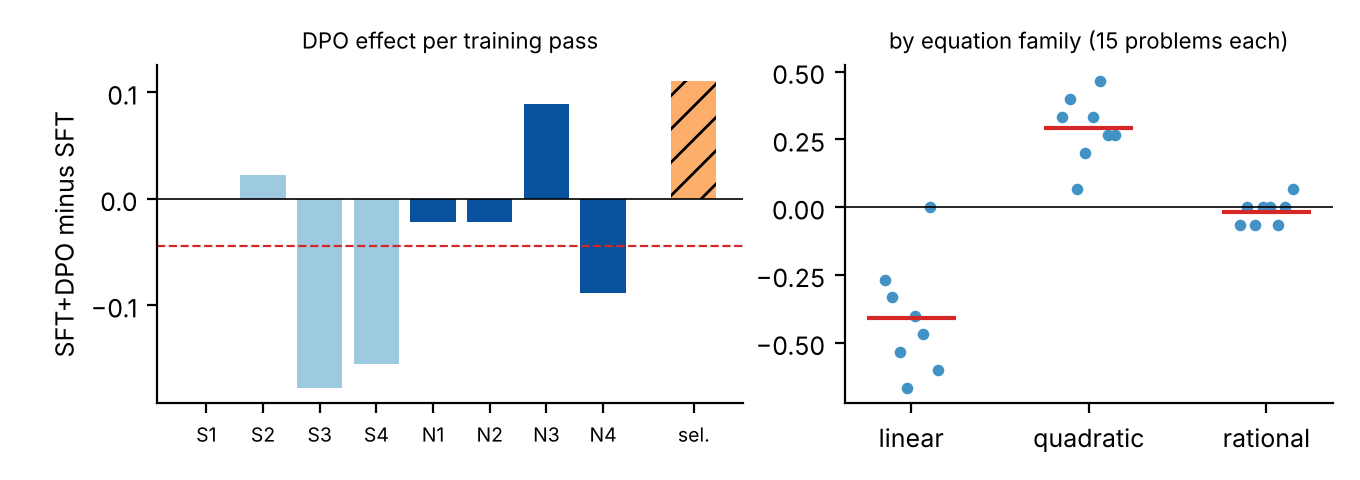 DPO effect per training pass
SFT+DPO minus SFT
0.1
0.0
−0.1
S1 S2 S3 S4 N1 N2 N3 N4 sel.
by equation family (15 problems each)
0.50
0.25
0.00
−0.25
−0.50
linear quadratic rational